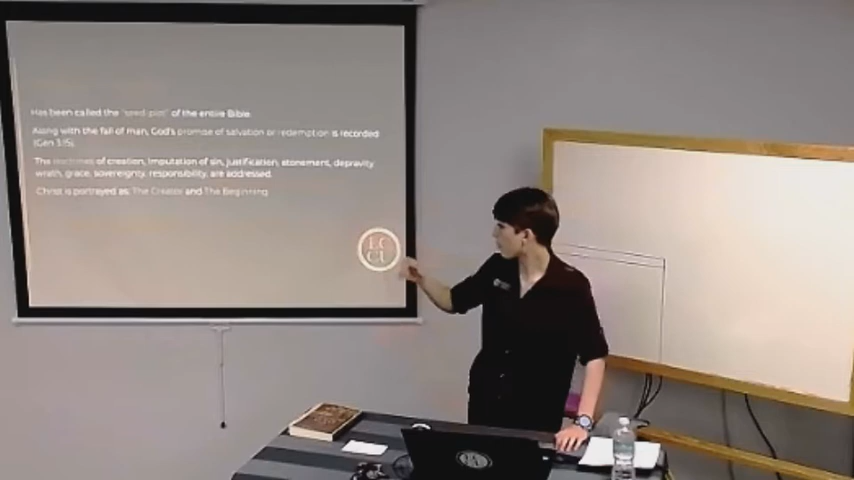 Has been called the "seed-plot" of the entire Bible.
Along with the fall of man, God's promise of salvation or redemption is recorded
(Gen 3:15).
The doctrines of creation, imputation of sin, justification, atonement, depravity,
wrath, grace, sovereignty, responsibility, are addressed.
Christ is portrayed as: The Creator and The Beginning
LC
CU